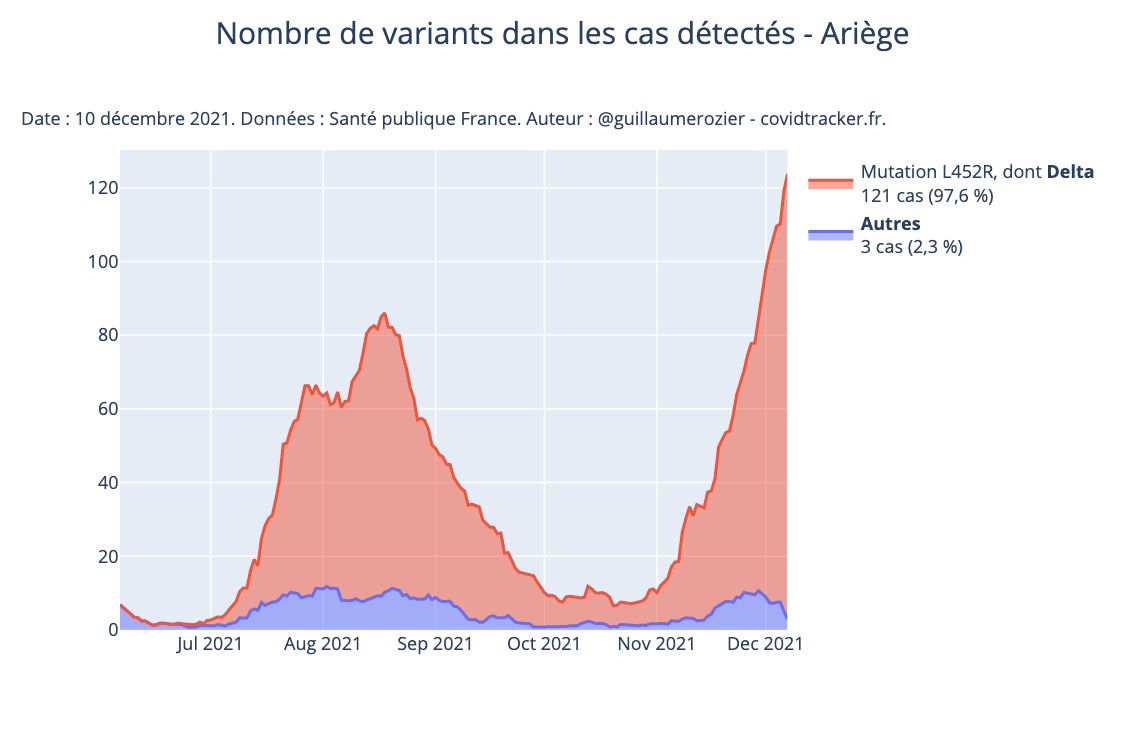 Nombre de variants dans les cas détectés - Ariège
Date : 10 décembre 2021. Données : Santé publique France. Auteur : @guillaumerozier - covidtracker.fr.
Mutation L452R, dont Delta
121 cas (97,6 %)
Autres
3 cas (2,3 %)
120
100
80
60
40
20
0
Jul 2021 Aug 2021 Sep 2021 Oct 2021 Nov 2021 Dec 2021